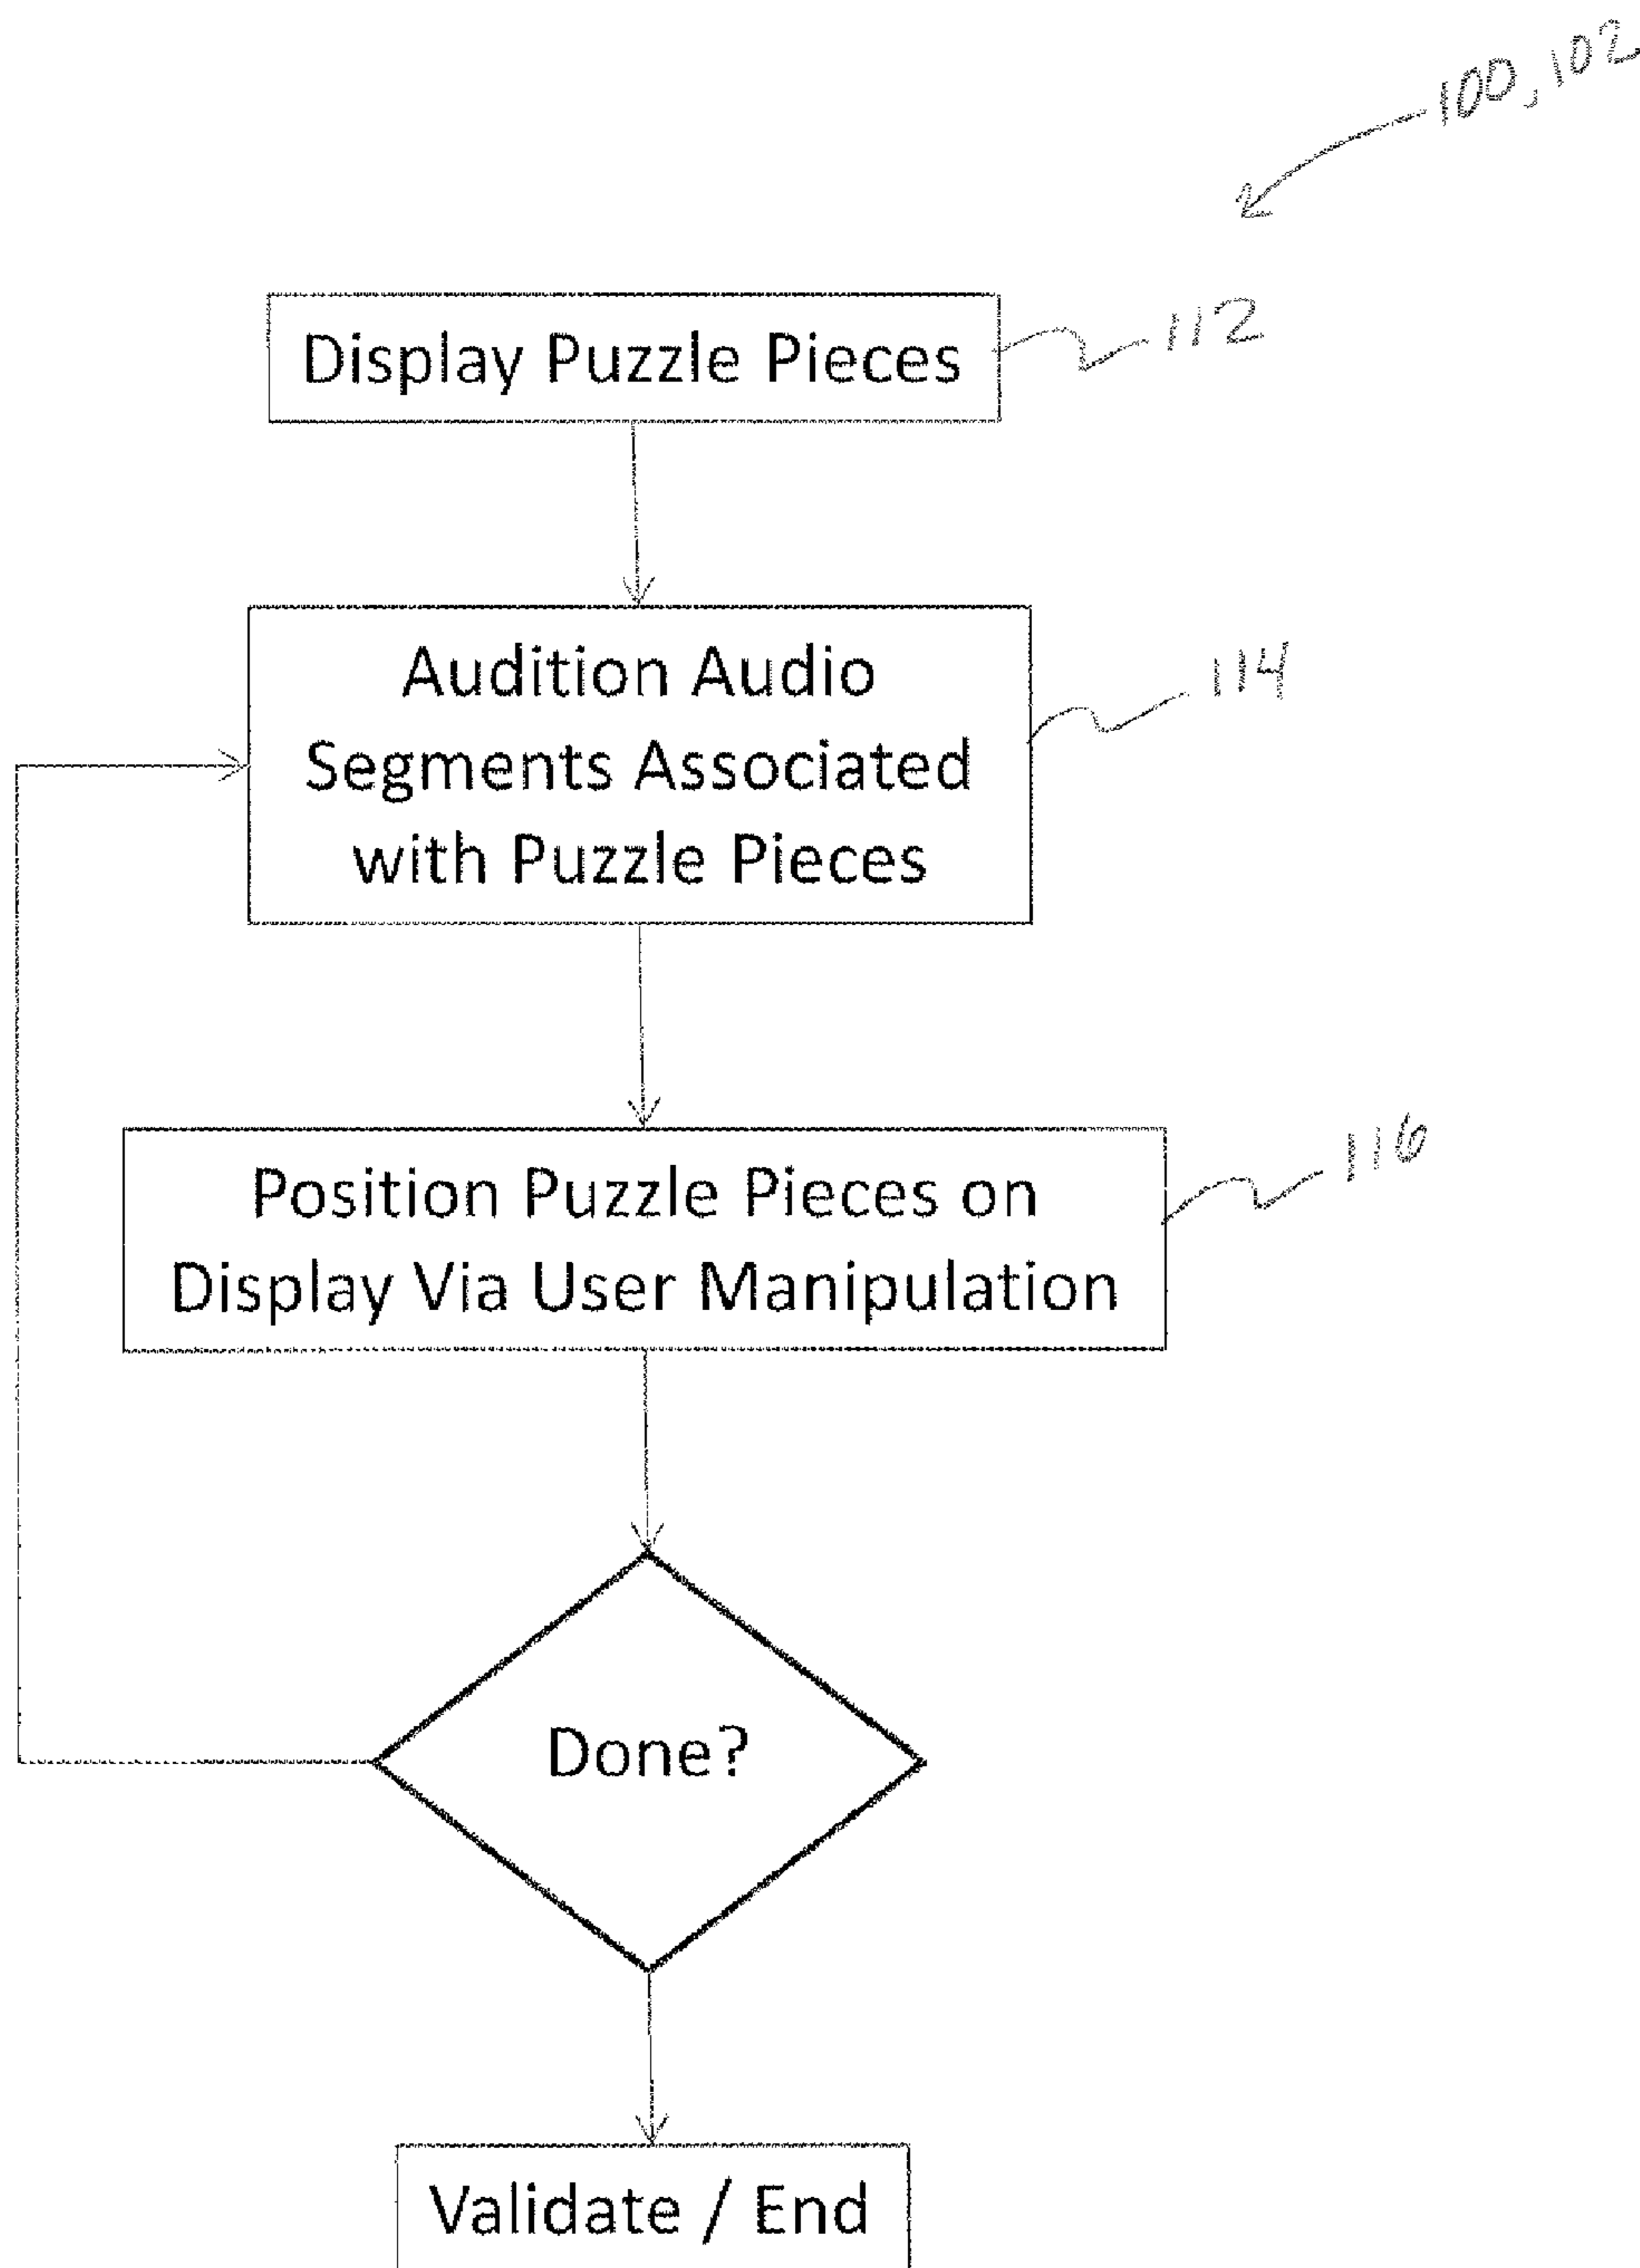 100, 102
Display Puzzle Pieces
112
Audition Audio
Segments Associated
with Puzzle Pieces
114
Position Puzzle Pieces on
Display Via User Manipulation
116
Done?
Validate / End